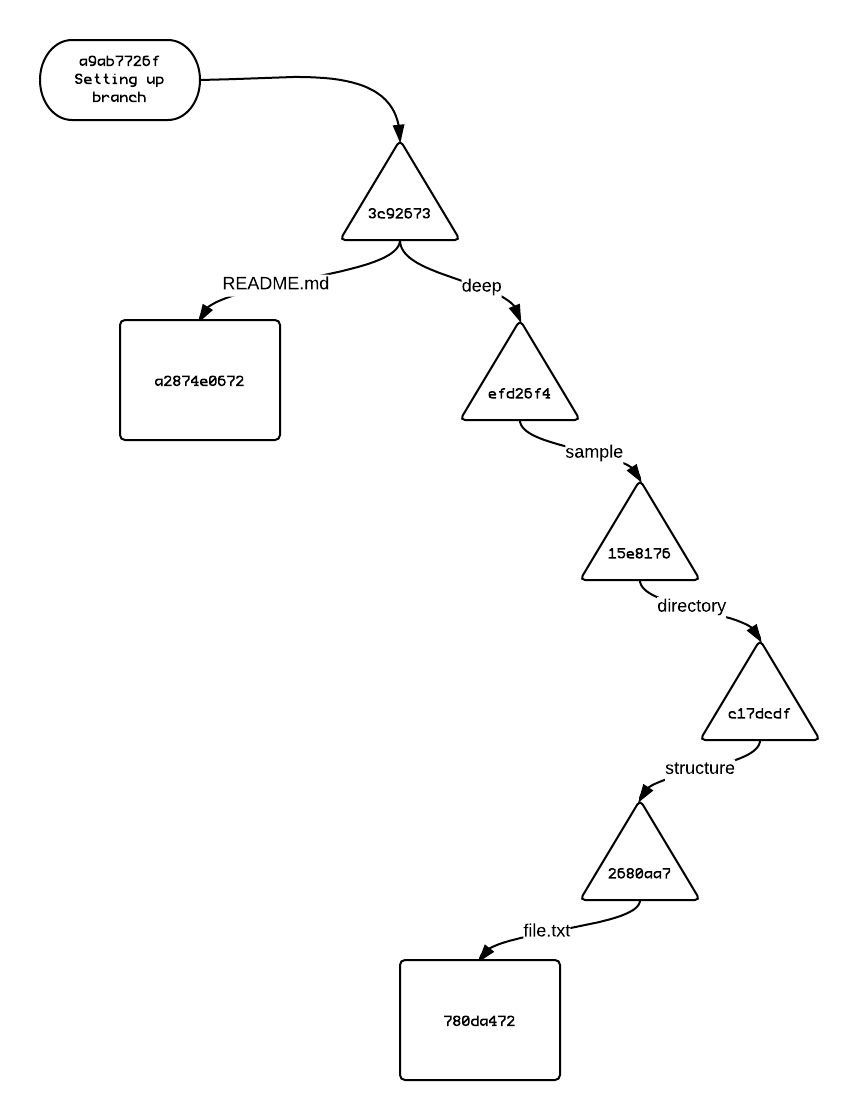 a9ab7726f
Setting up
branch
3c92673
README.md
deep
a2874e0672
efd26f4
sample
15e8176
directory
c17dcdf
structure
2680aa7
file.txt
780da472